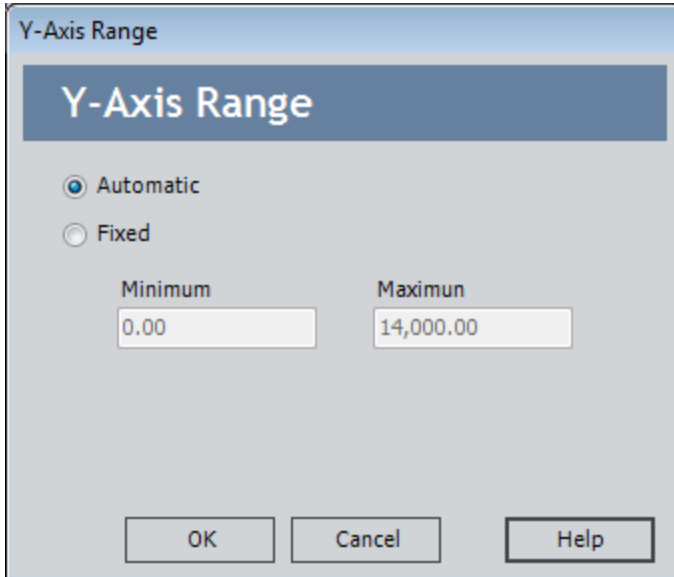 Y-Axis Range
Y-Axis Range
Automatic
Fixed
Minimum Maximun
0.00 14,000.00
OK Cancel Help